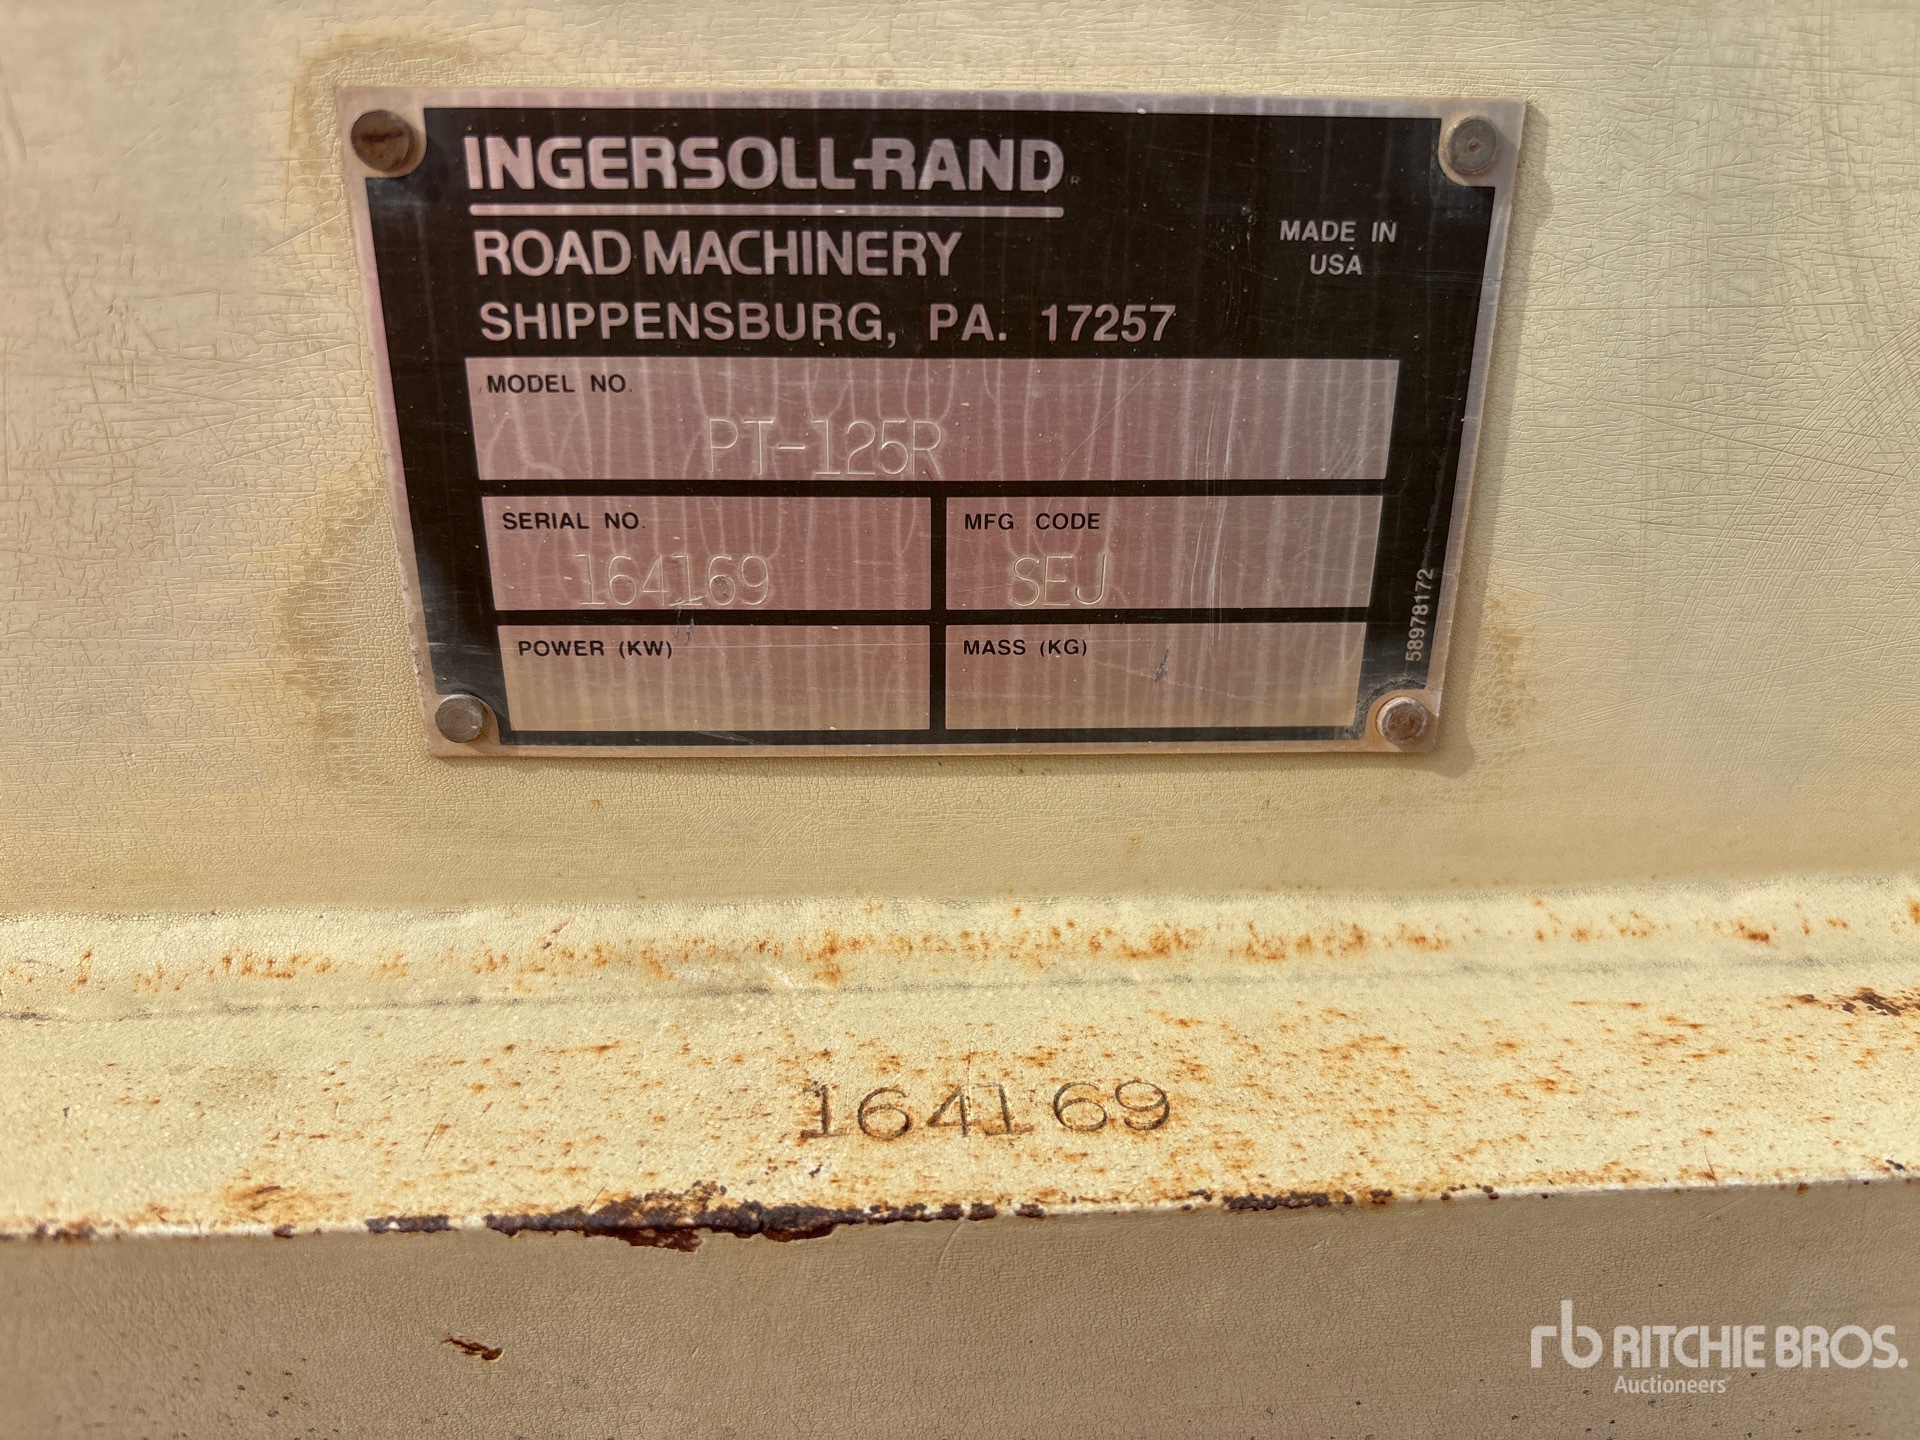 INGERSOLL-RAND
ROAD MACHINERY
SHIPPENSBURG, PA. 17257
MADE IN
USA
MODEL NO.
PT-125R
SERIAL NO.
164169
MFG. CODE
SEJ
POWER (KW)
MASS (KG)
58978172
164169
rb RITCHIE BROS.
Auctioneers